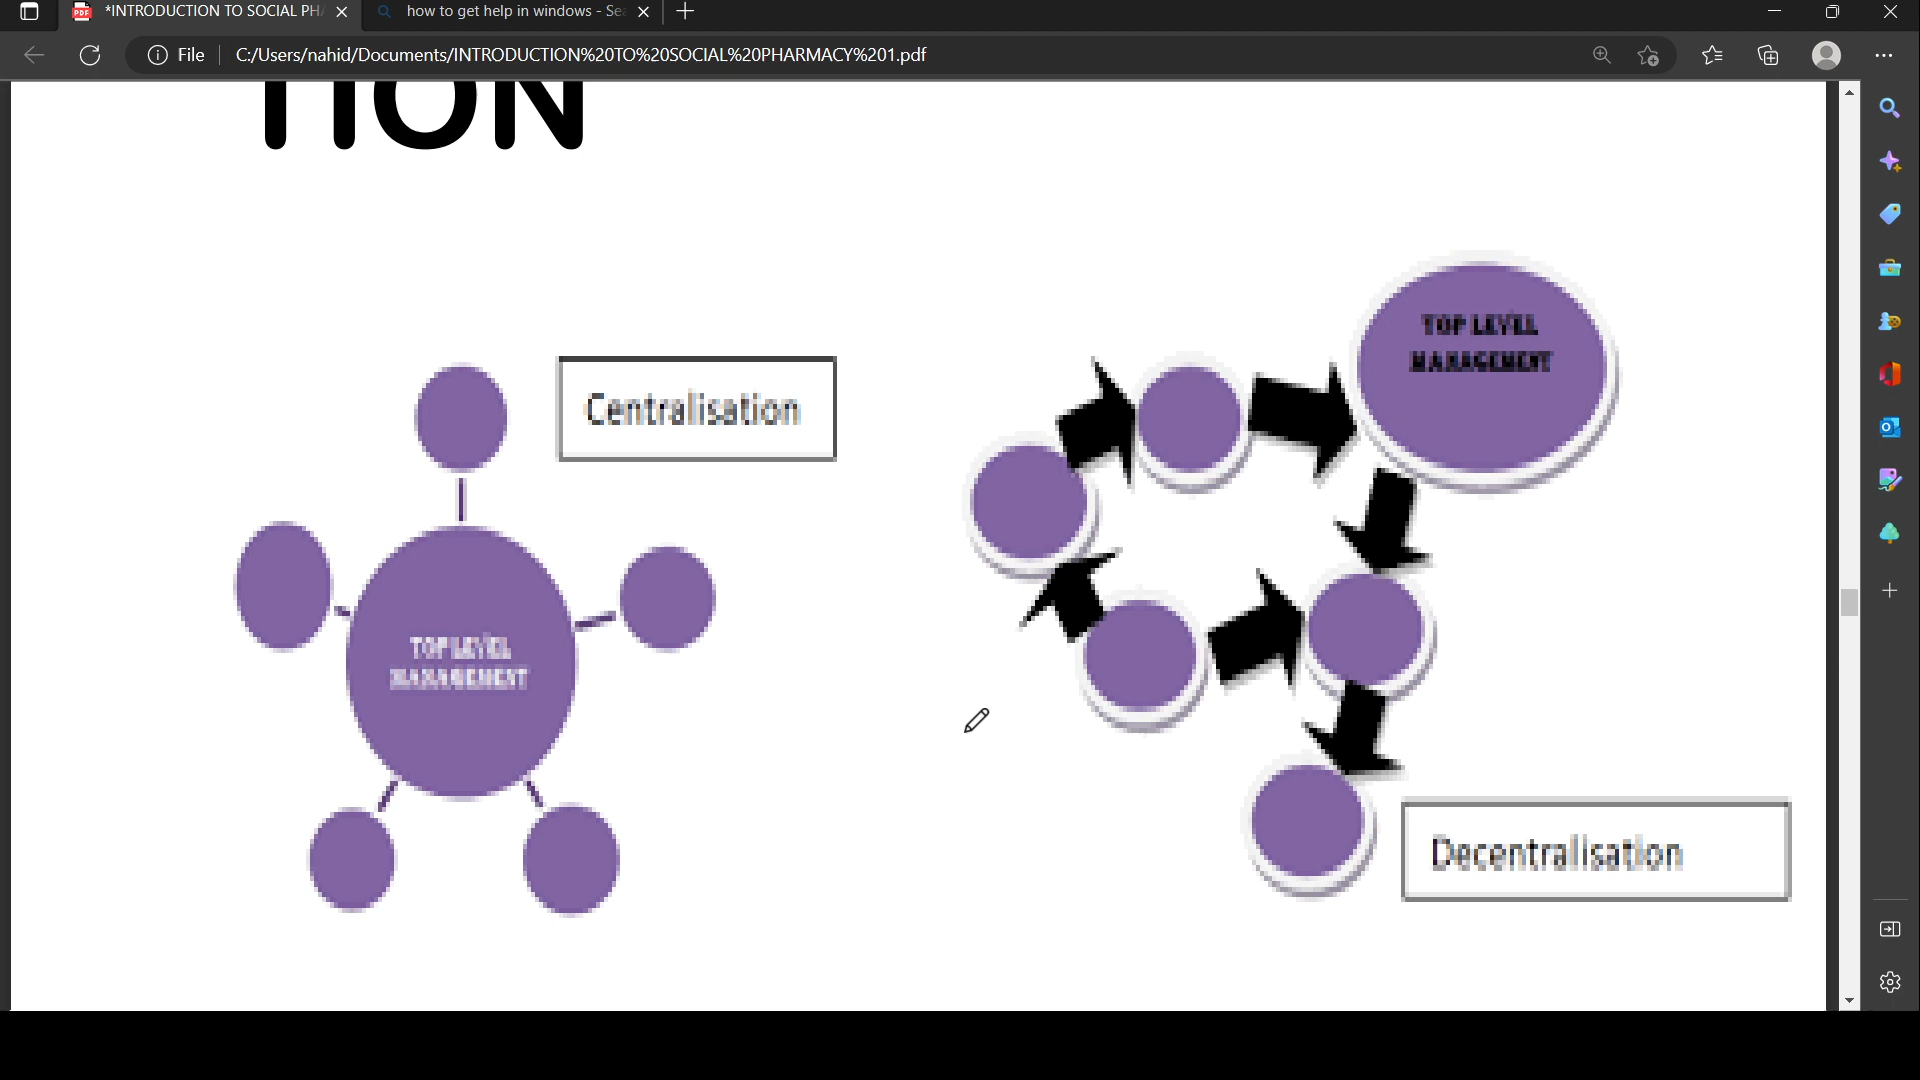 *INTRODUCTION TO SOCIAL PH
how to get help in windows - Se
File
C:/Users/nahid/Documents/INTRODUCTION%20TO%20SOCIAL%20PHARMACY%201.pdf
TION
Centralisation
TOP LEVEL
MANAGEMENT
TOP LEVEL
MANAGEMENT
Decentralisation